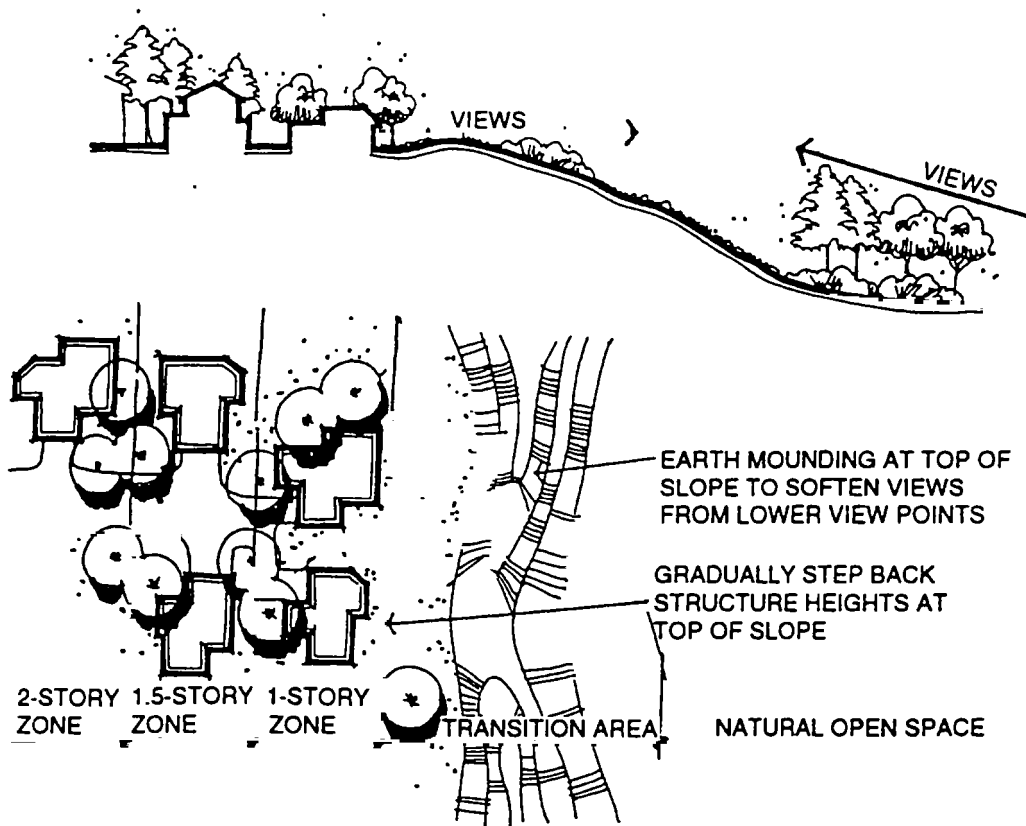 VIEWS
VIEWS
EARTH MOUNDING AT TOP OF
SLOPE TO SOFTEN VIEWS
FROM LOWER VIEW POINTS
GRADUALLY STEP BACK
STRUCTURE HEIGHTS AT
TOP OF SLOPE
2-STORY ZONE
1.5-STORY ZONE
1-STORY ZONE
TRANSITION AREA
NATURAL OPEN SPACE